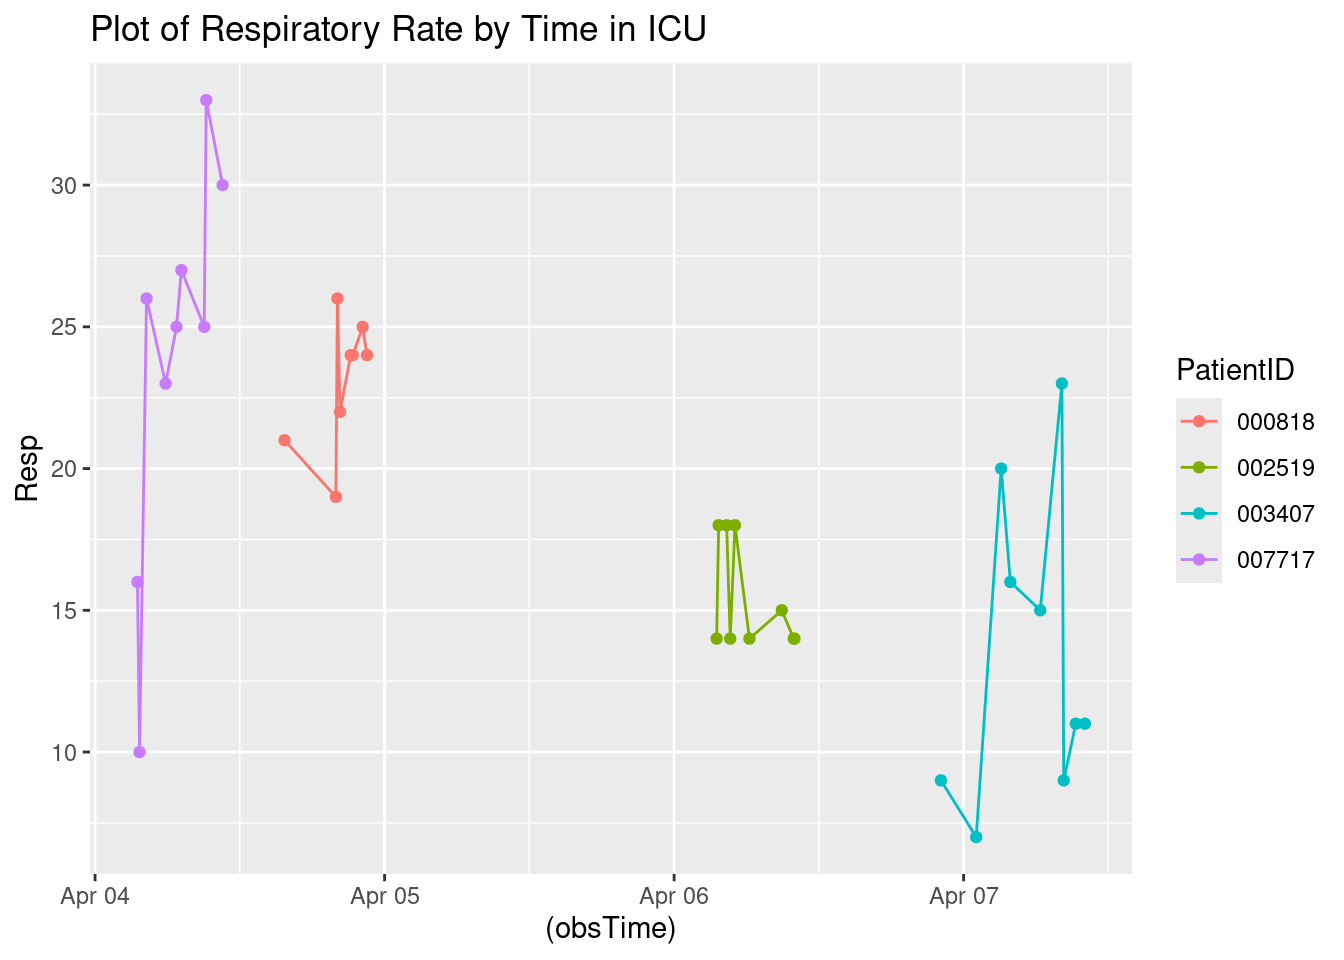 Plot of Respiratory Rate by Time in ICU
30
25
20
15
10
Resp
Apr 04
Apr 05
Apr 06
Apr 07
(obsTime)
PatientID
000818
002519
003407
007717